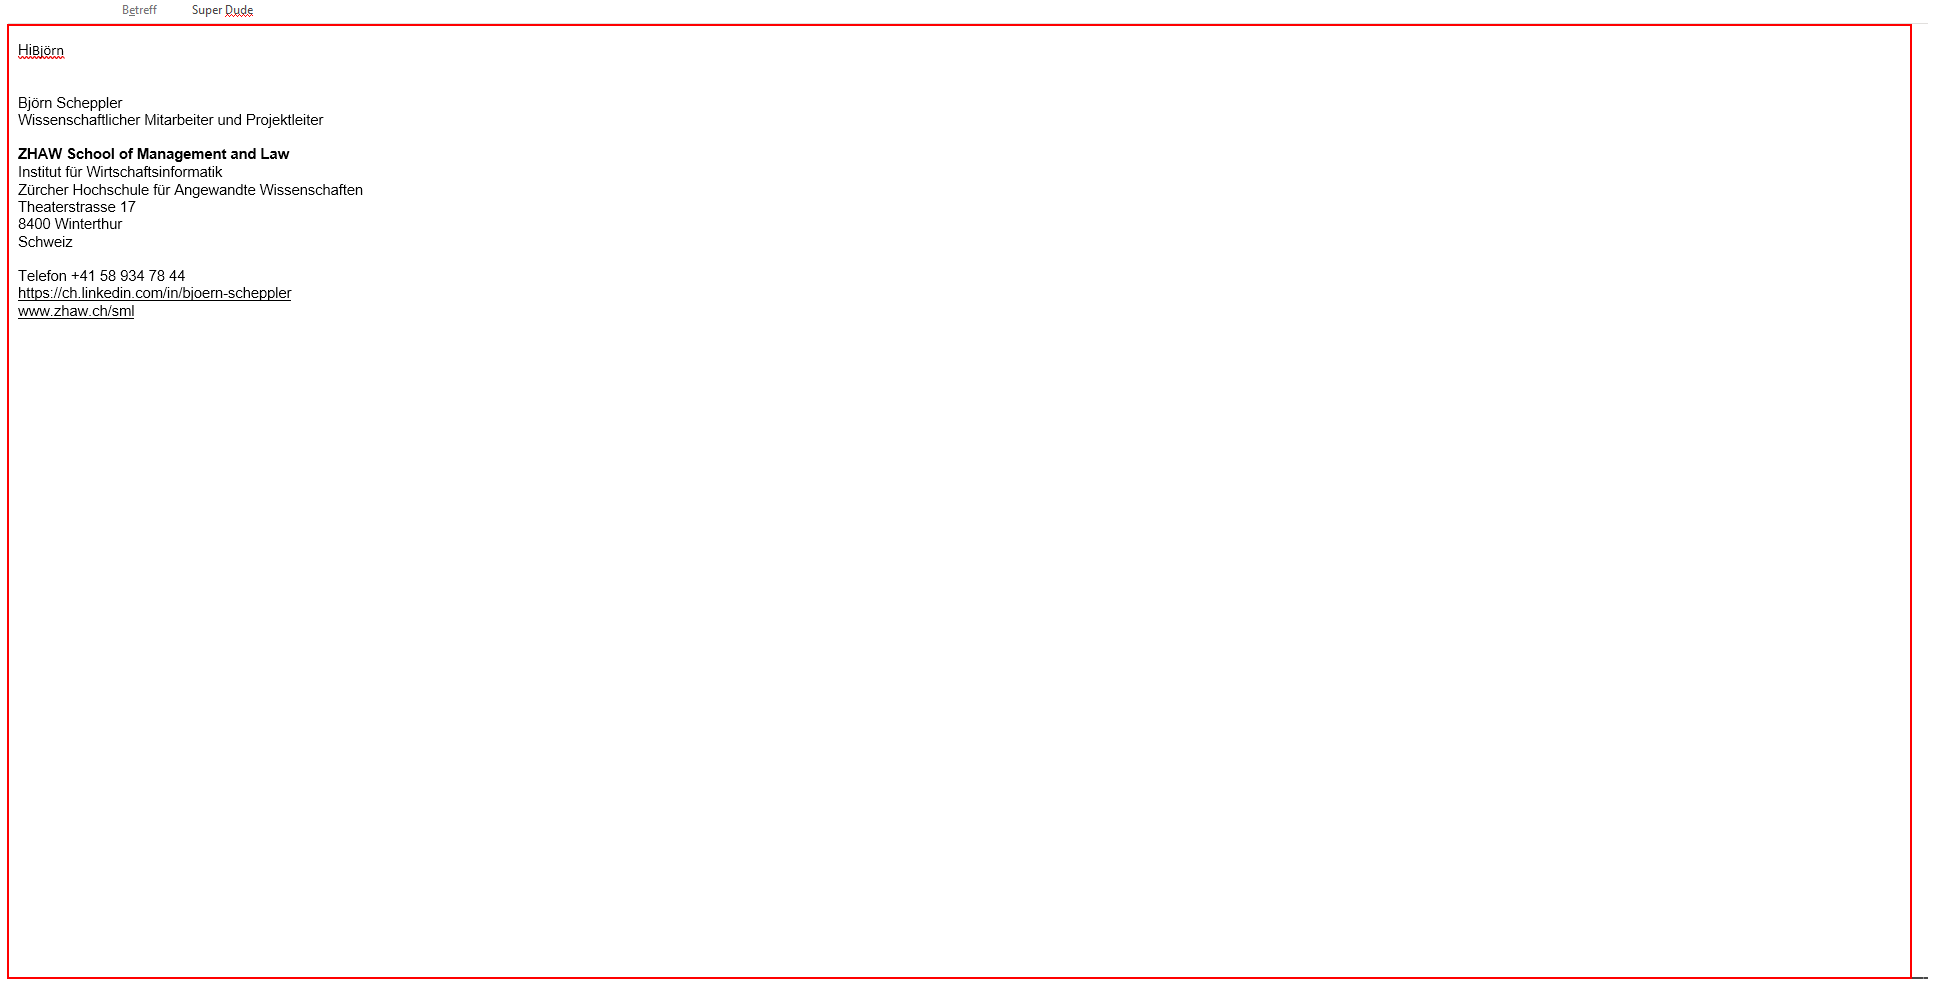 Betreff Super Dude
HiBjörn
Björn Scheppler
Wissenschaftlicher Mitarbeiter und Projektleiter
ZHAW School of Management and Law
Institut für Wirtschaftsinformatik
Zürcher Hochschule für Angewandte Wissenschaften
Theaterstrasse 17
8400 Winterthur
Schweiz
Telefon +41 58 934 78 44
https://ch.linkedin.com/in/bjoern-scheppler
www.zhaw.ch/sml